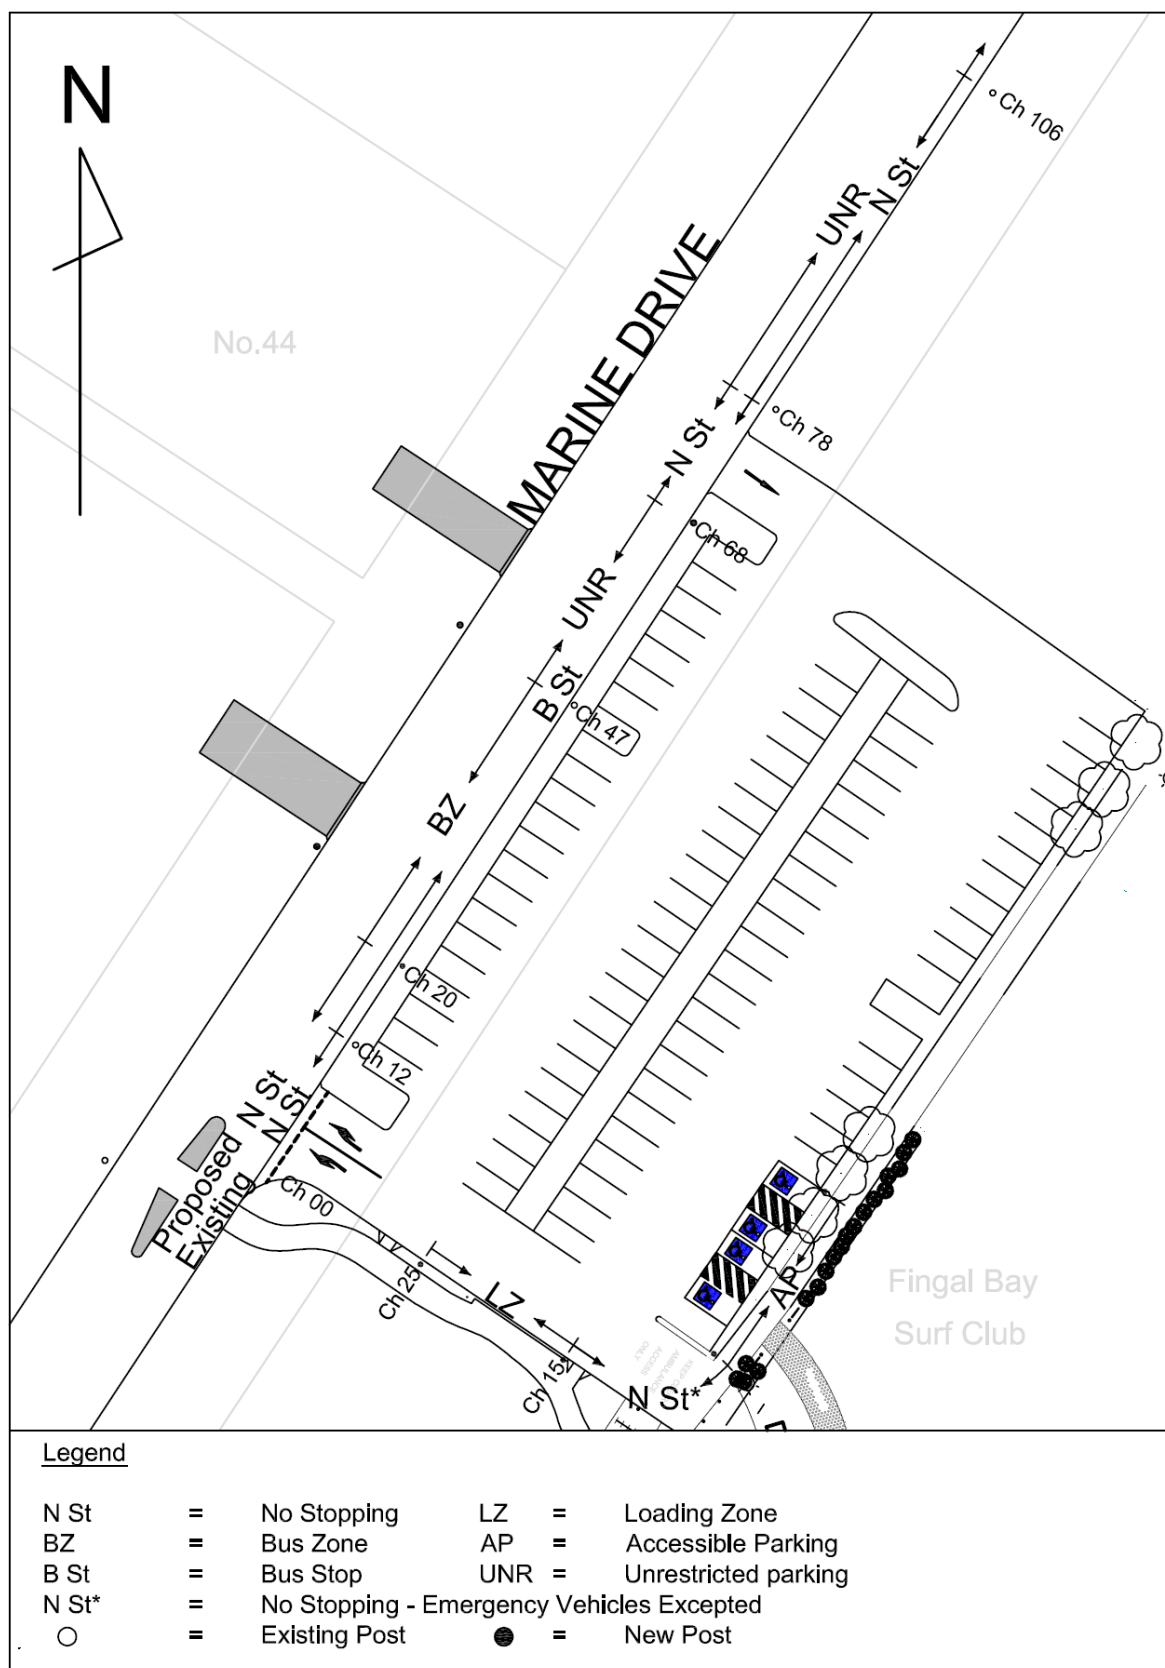 N
Ch 106
N St
UNR
MARINE DRIVE
No.44
Ch 78
N St
Ch 68
UNR
B St
Ch 47
BZ
Ch 20
Ch 12
N St
N St
Proposed
Existing
Ch 00
Ch 25
LZ
AP
Fingal Bay
Surf Club
Ch 15
AMBULANCE
ACCESS
ONLY
N St*
Legend
N St = No Stopping LZ = Loading Zone
BZ = Bus Zone AP = Accessible Parking
B St = Bus Stop UNR = Unrestricted parking
N St* = No Stopping - Emergency Vehicles Excepted
= Existing Post = New Post